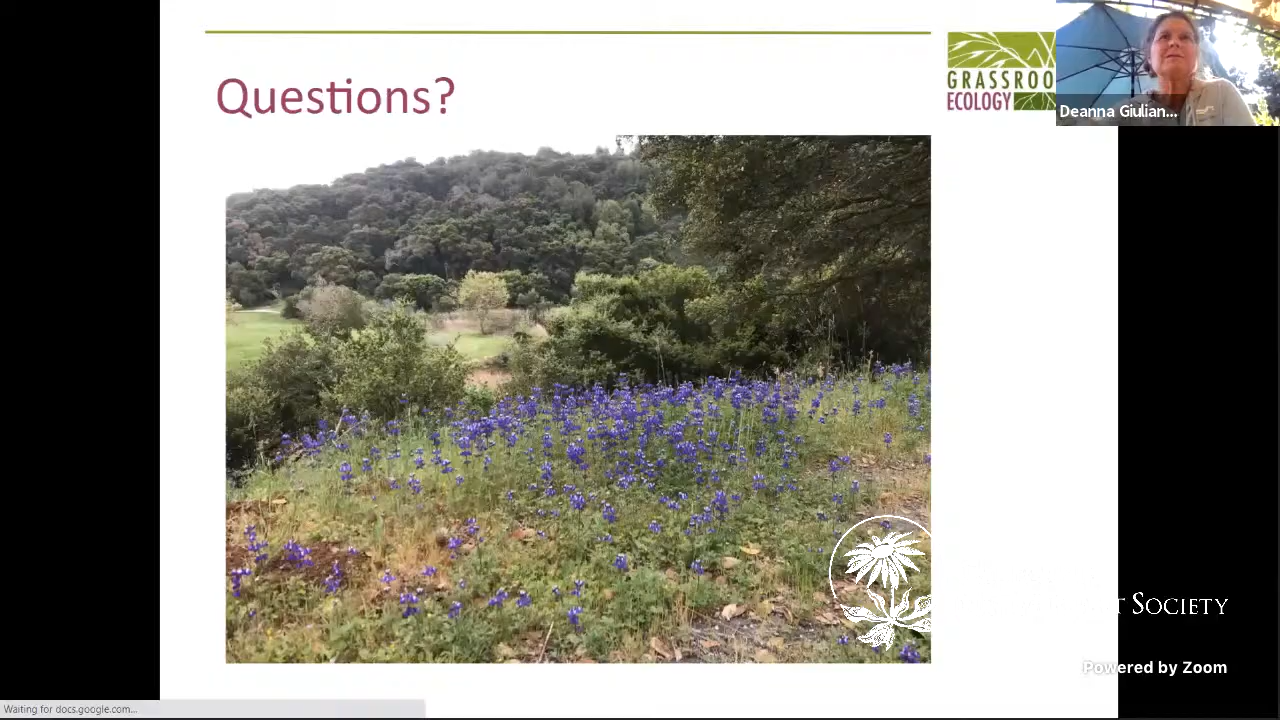 Questions?
GRASSROO
ECOLOGY
Deanna Giulian...
T SOCIETY
Powered by Zoom
Waiting for docs.google.com...